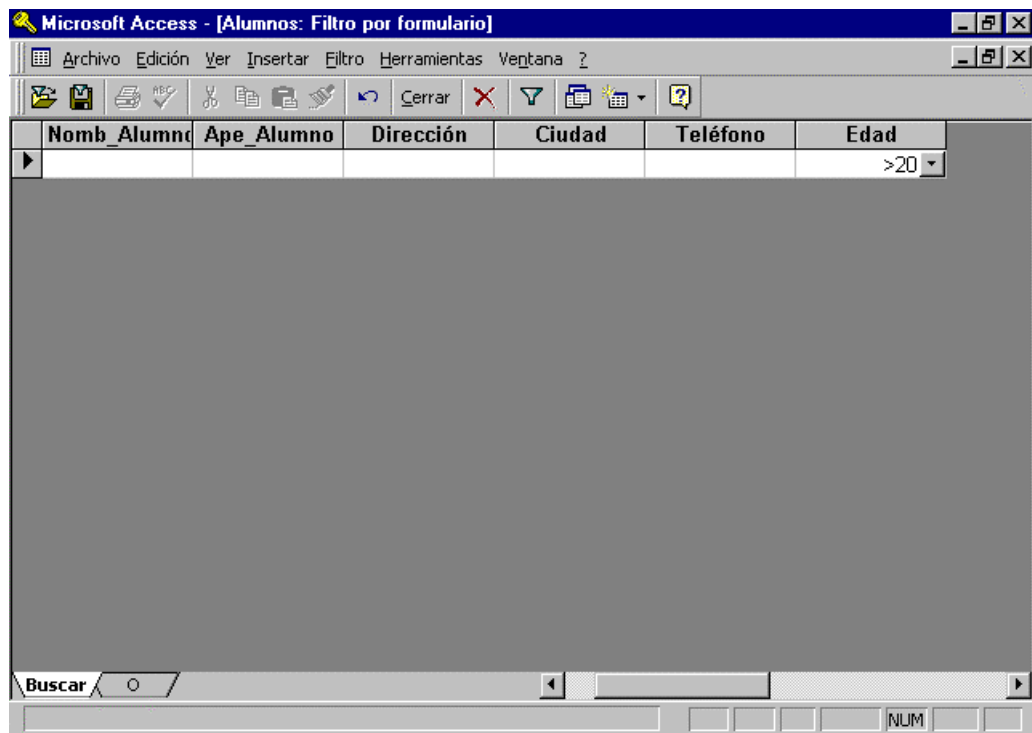 Microsoft Access - [Alumnos: Filtro por formulario]
Archivo Edición Ver Insertar Filtro Herramientas Ventana ?
ABC Cerrar
Nomb_Alumno Ape_Alumno Dirección Ciudad Teléfono Edad
>20
Buscar O
NUM